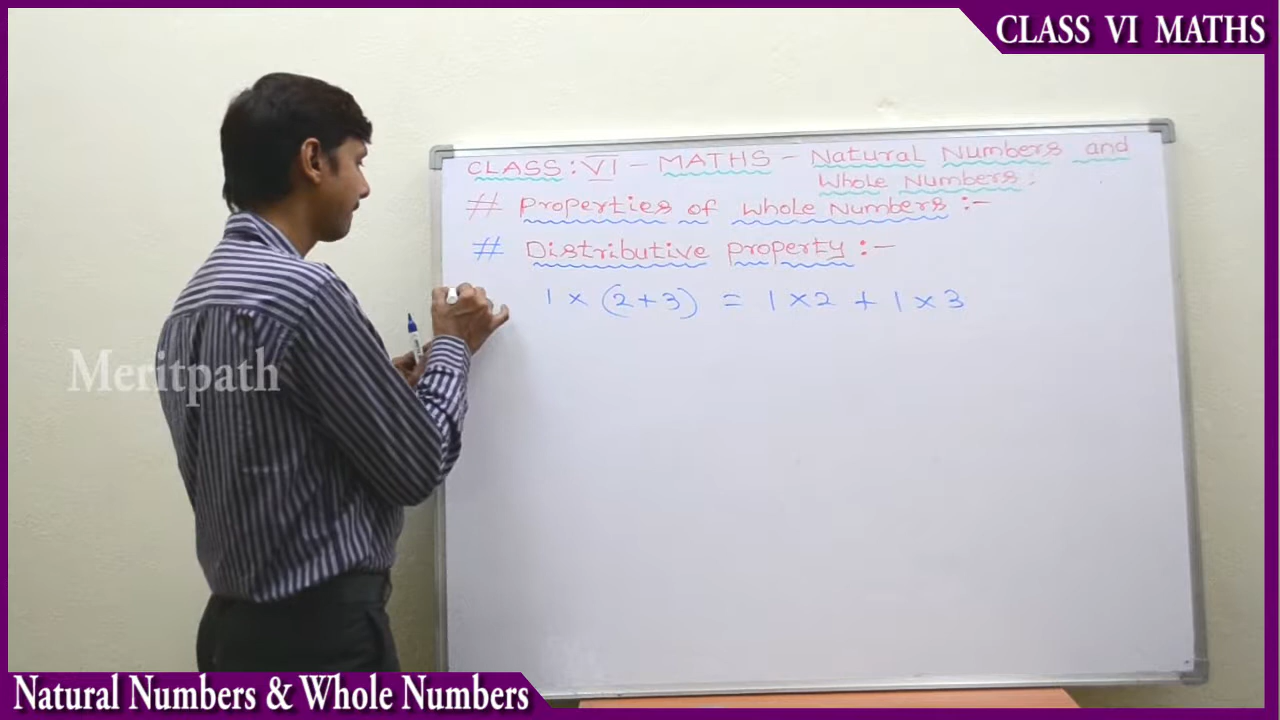 CLASS VI MATHS
CLASS : VI - MATHS - Natural Numbers and
Whole Numbers :
# Properties of Whole Numbers :-
# Distributive property :-
1 × (2 + 3) = 1 × 2 + 1 × 3
Meritpath
Natural Numbers & Whole Numbers